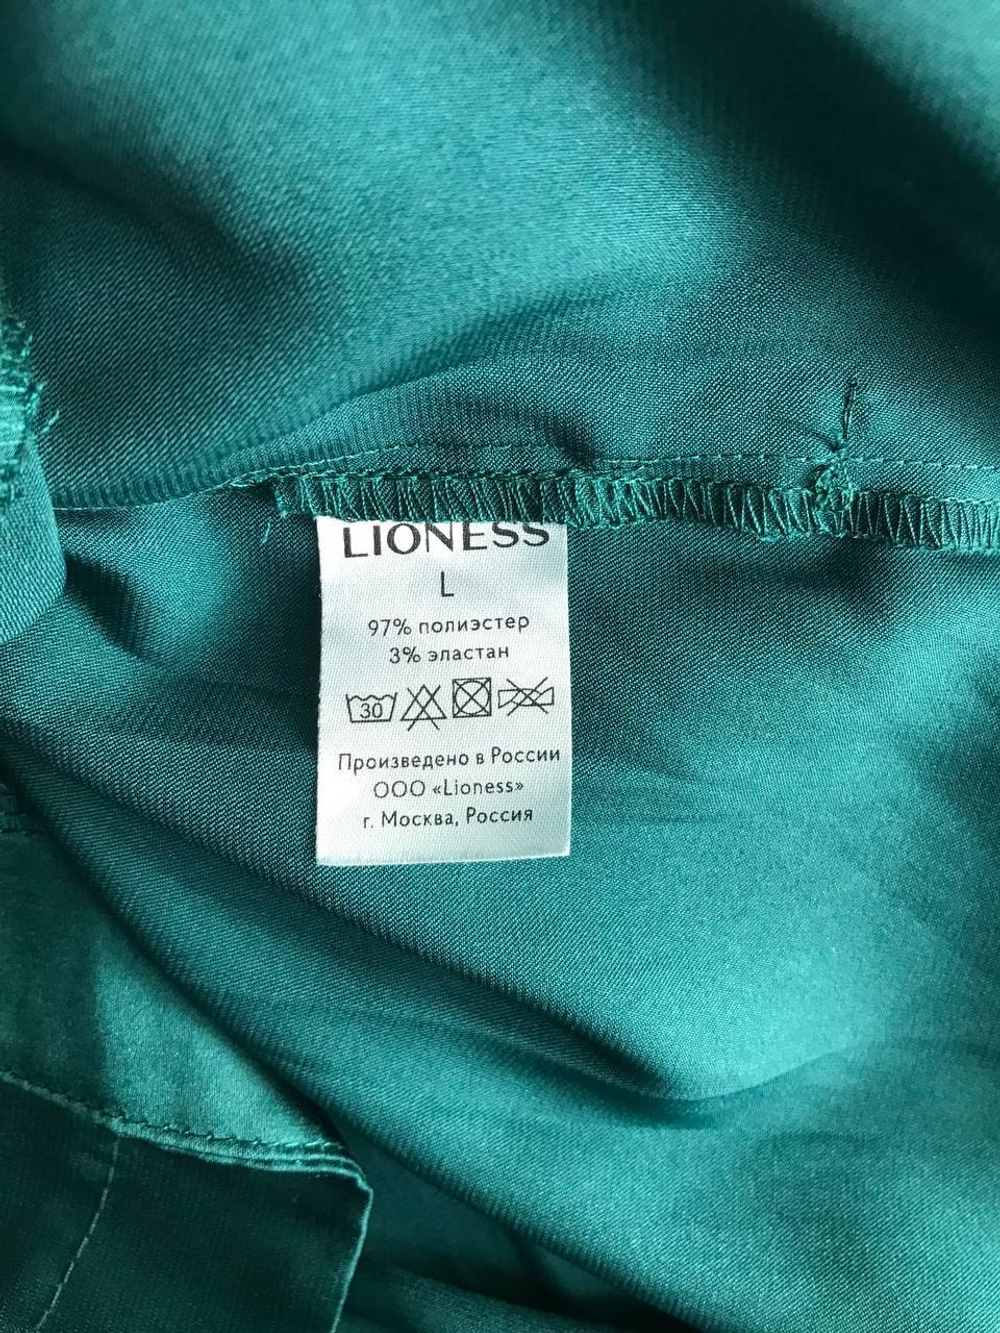 LIONESS
L
97% полиэстер
3% эластан
30
Произведено в России
ООО «Lioness»
г. Москва, Россия